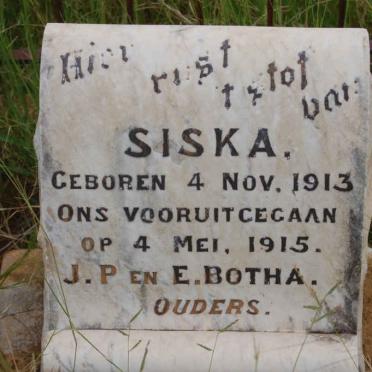 Hier rust
't stof van
SISKA.
GEBOREN 4 NOV. 1913
ONS VOORUITGEGAAN
OP 4 MEI, 1915.
J.P EN E.BOTHA.
OUDERS.